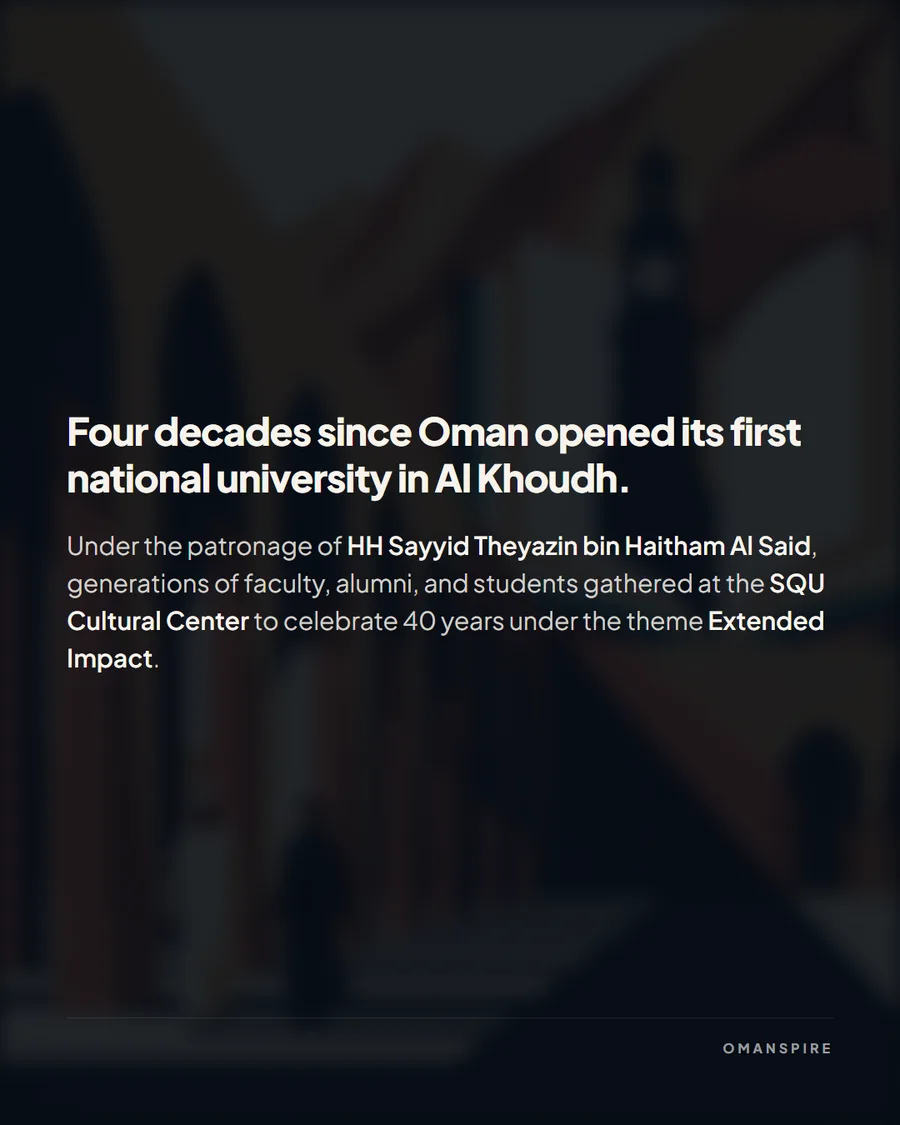 Four decades since Oman opened its first
national university in Al Khoudh.
Under the patronage of HH Sayyid Theyazin bin Haitham Al Said,
generations of faculty, alumni, and students gathered at the SQU
Cultural Center to celebrate 40 years under the theme Extended
Impact.
OMANSPIRE